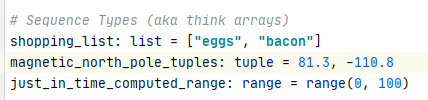 # Sequence Types (aka think arrays)
shopping_list: list = ["eggs", "bacon"]
magnetic_north_pole_tuples: tuple = 81.3, -110.8
just_in_time_computed_range: range = range(0, 100)